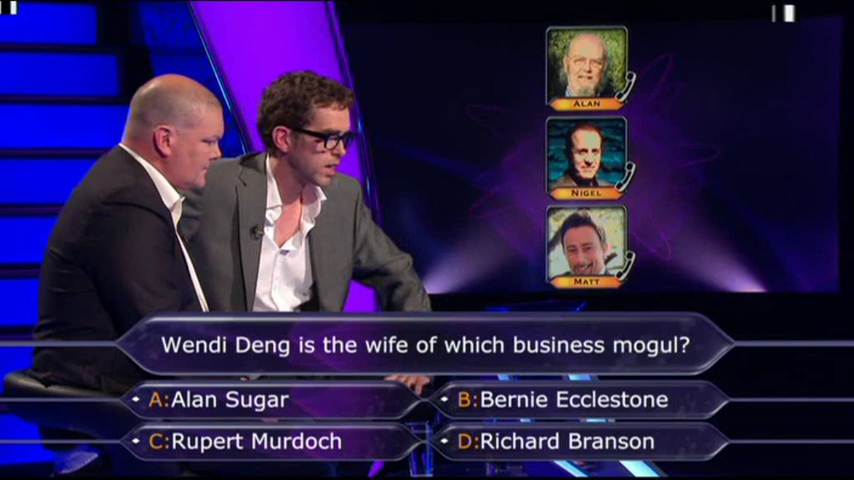 ALAN
NIGEL
MATT
Wendi Deng is the wife of which business mogul?
A:Alan Sugar
B:Bernie Ecclestone
C:Rupert Murdoch
D:Richard Branson